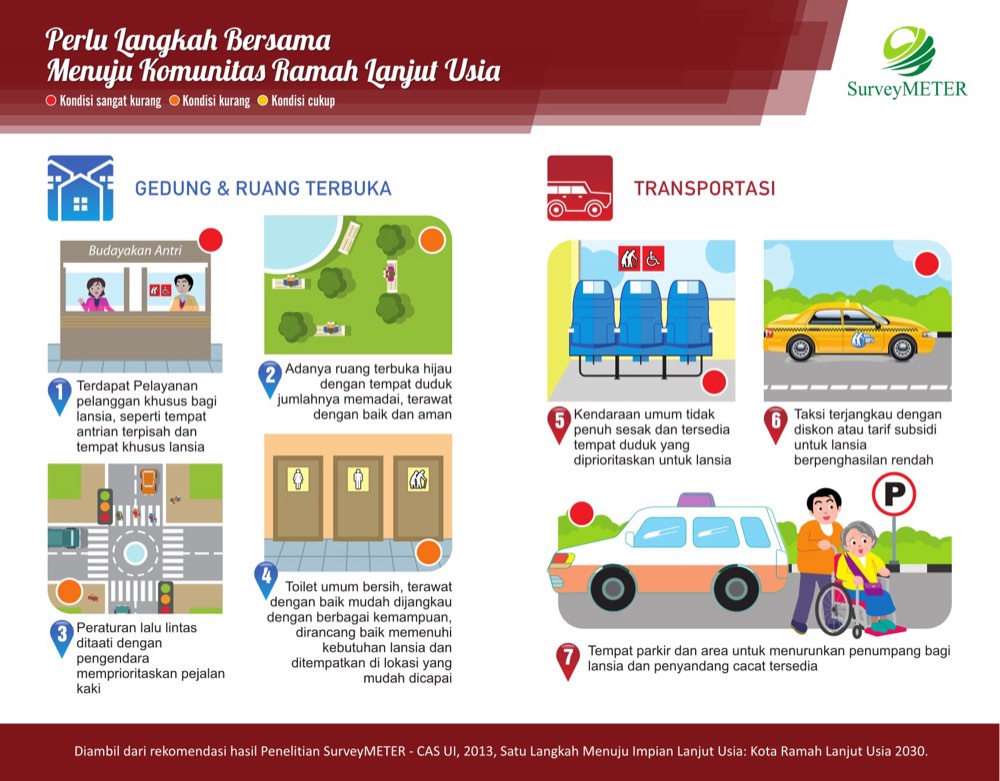 Perlu Langkah Bersama
Menuju Komunitas Ramah Lanjut Usia
Kondisi sangat kurang Kondisi kurang Kondisi cukup
SurveyMETER
GEDUNG & RUANG TERBUKA
Budayakan Antri
1 Terdapat Pelayanan
pelanggan khusus bagi
lansia, seperti tempat
antrian terpisah dan
tempat khusus lansia
2 Adanya ruang terbuka hijau
dengan tempat duduk
jumlahnya memadai, terawat
dengan baik dan aman
3 Peraturan lalu lintas
ditaati dengan
pengendara
memprioritaskan pejalan
kaki
4 Toilet umum bersih, terawat
dengan baik mudah dijangkau
dengan berbagai kemampuan,
dirancang baik memenuhi
kebutuhan lansia dan
ditempatkan di lokasi yang
mudah dicapai
TRANSPORTASI
5 Kendaraan umum tidak
penuh sesak dan tersedia
tempat duduk yang
diprioritaskan untuk lansia
6 Taksi terjangkau dengan
diskon atau tarif subsidi
untuk lansia
berpenghasilan rendah
P
7 Tempat parkir dan area untuk menurunkan penumpang bagi
lansia dan penyandang cacat tersedia
Diambil dari rekomendasi hasil Penelitian SurveyMETER - CAS UI, 2013, Satu Langkah Menuju Impian Lanjut Usia: Kota Ramah Lanjut Usia 2030.